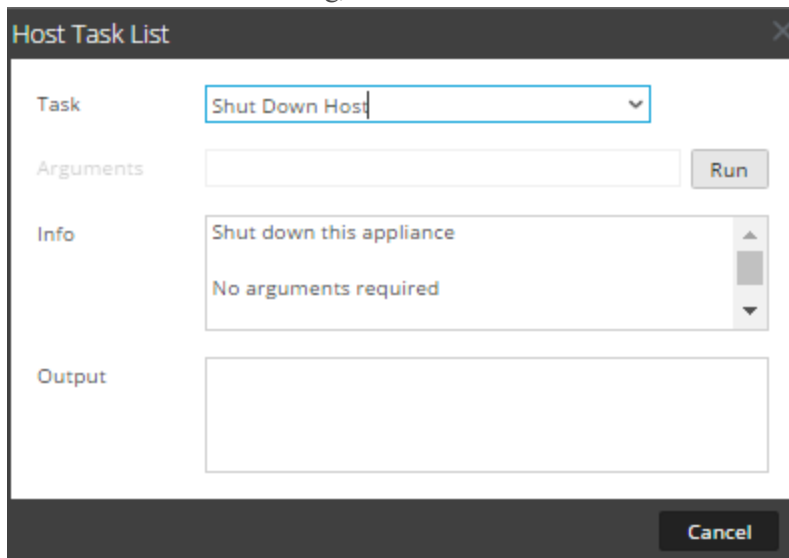 Host Task List
Task
Shut Down Host
Arguments
Run
Info
Shut down this appliance
No arguments required
Output
Cancel